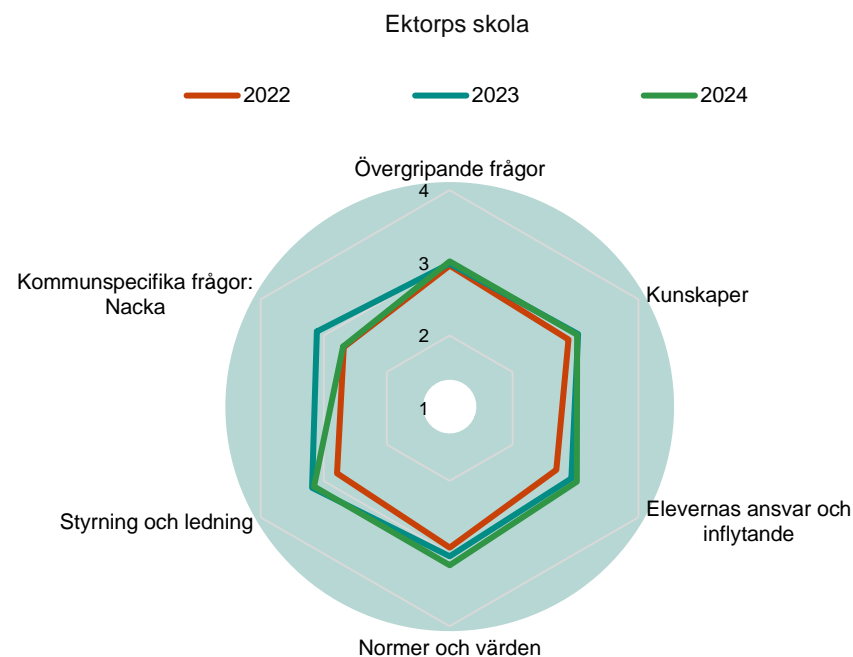 Ektorps skola
2022
2023
2024
Övergripande frågor
4
3
2
1
Kunskaper
Elevernas ansvar och
inflytande
Normer och värden
Styrning och ledning
Kommunspecifika frågor:
Nacka